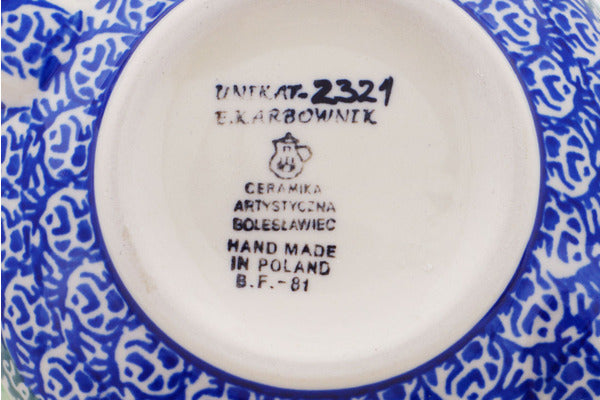 UNIKAT-2321
E.KARBOWNIK
CERAMIKA
ARTYSTYCZNA
BOLESŁAWIEC
HAND MADE
IN POLAND
B.F.-81